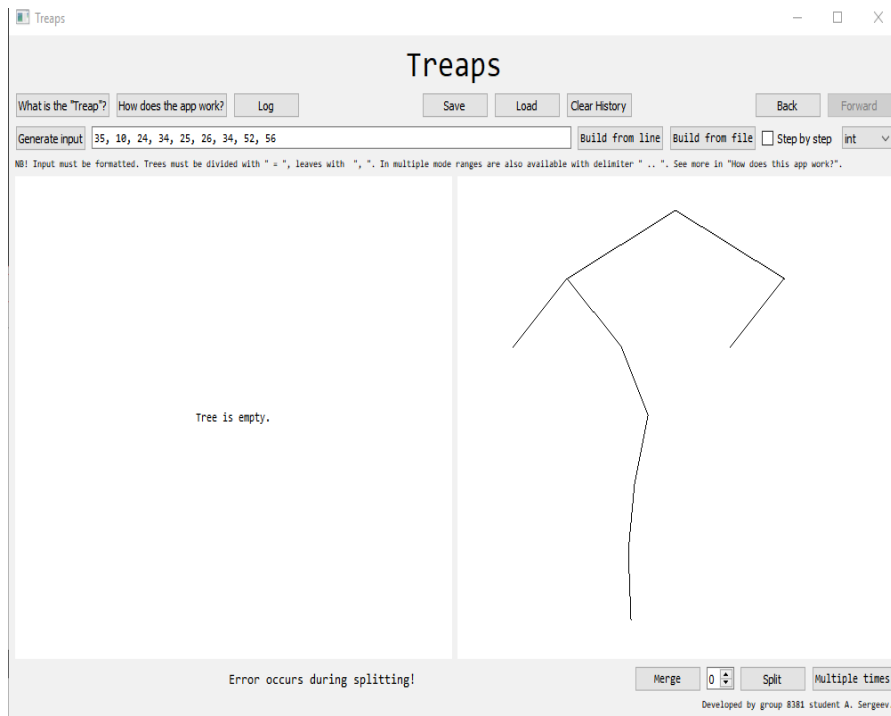 Treaps
Treaps
What is the "Treap"? How does the app work? Log Save Load Clear History Back Forward
Generate input 35, 10, 24, 34, 25, 26, 34, 52, 56 Build from line Build from file Step by step int
NB! Input must be formatted. Trees must be divided with " = ", leaves with ", ". In multiple mode ranges are also available with delimiter " .. ". See more in "How does this app work?".
Tree is empty.
Error occurs during splitting! Merge 0 Split Multiple times
Developed by group 8381 student A. Sergeev.